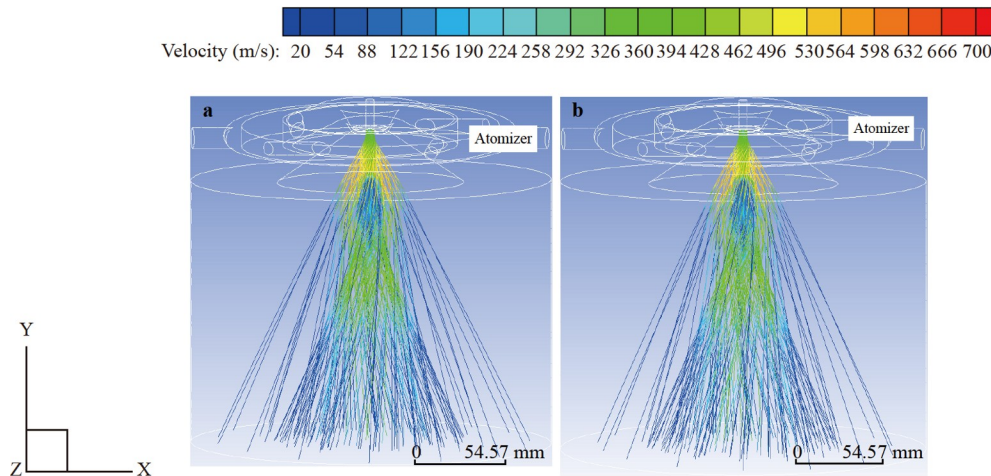 Velocity (m/s): 20 54 88 122 156 190 224 258 292 326 360 394 428 462 496 530 564 598 632 666 700
a
Atomizer
b
Atomizer
0 54.57 mm
0 54.57 mm
Y
Z X